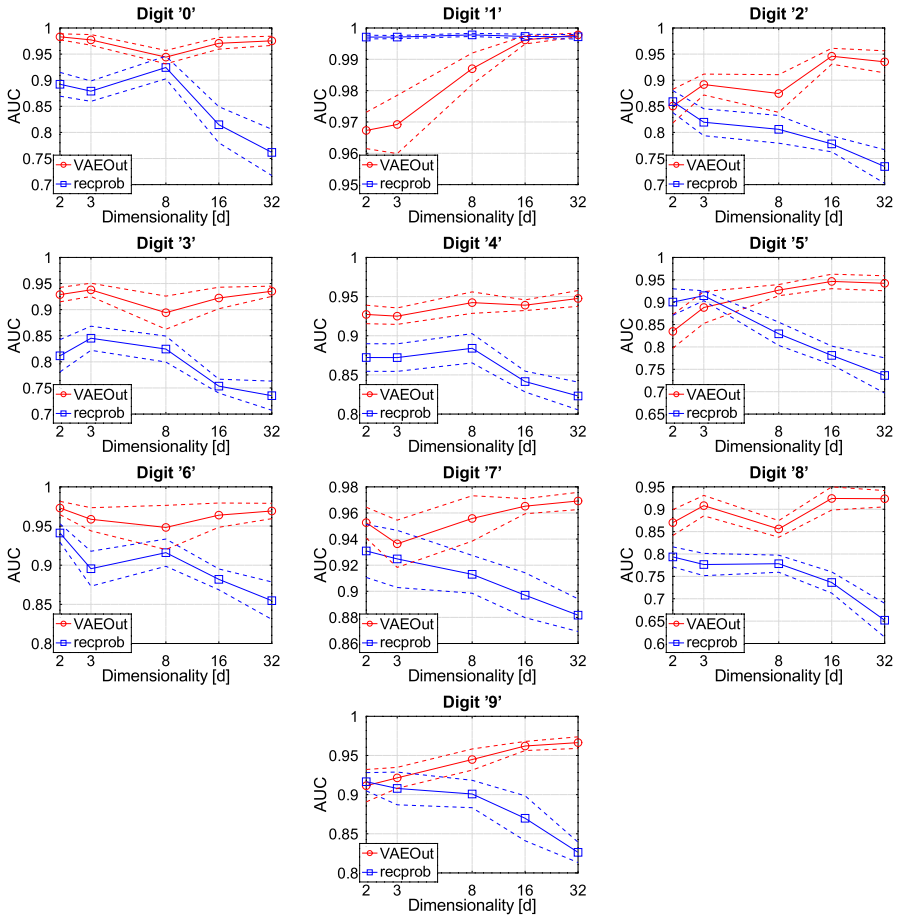 Digit '0'
AUC
1
0.95
0.9
0.85
0.8
0.75
0.7
VAEOut
recprob
2 3 8 16 32
Dimensionality [d]
Digit '1'
AUC
1
0.99
0.98
0.97
0.96
0.95
VAEOut
recprob
2 3 8 16 32
Dimensionality [d]
Digit '2'
AUC
1
0.95
0.9
0.85
0.8
0.75
0.7
VAEOut
recprob
2 3 8 16 32
Dimensionality [d]
Digit '3'
AUC
1
0.95
0.9
0.85
0.8
0.75
0.7
VAEOut
recprob
2 3 8 16 32
Dimensionality [d]
Digit '4'
AUC
1
0.95
0.9
0.85
0.8
VAEOut
recprob
2 3 8 16 32
Dimensionality [d]
Digit '5'
AUC
1
0.95
0.9
0.85
0.8
0.75
0.7
0.65
VAEOut
recprob
2 3 8 16 32
Dimensionality [d]
Digit '6'
AUC
1
0.95
0.9
0.85
0.8
VAEOut
recprob
2 3 8 16 32
Dimensionality [d]
Digit '7'
AUC
0.98
0.96
0.94
0.92
0.9
0.88
0.86
VAEOut
recprob
2 3 8 16 32
Dimensionality [d]
Digit '8'
AUC
0.95
0.9
0.85
0.8
0.75
0.7
0.65
0.6
VAEOut
recprob
2 3 8 16 32
Dimensionality [d]
Digit '9'
AUC
1
0.95
0.9
0.85
0.8
VAEOut
recprob
2 3 8 16 32
Dimensionality [d]